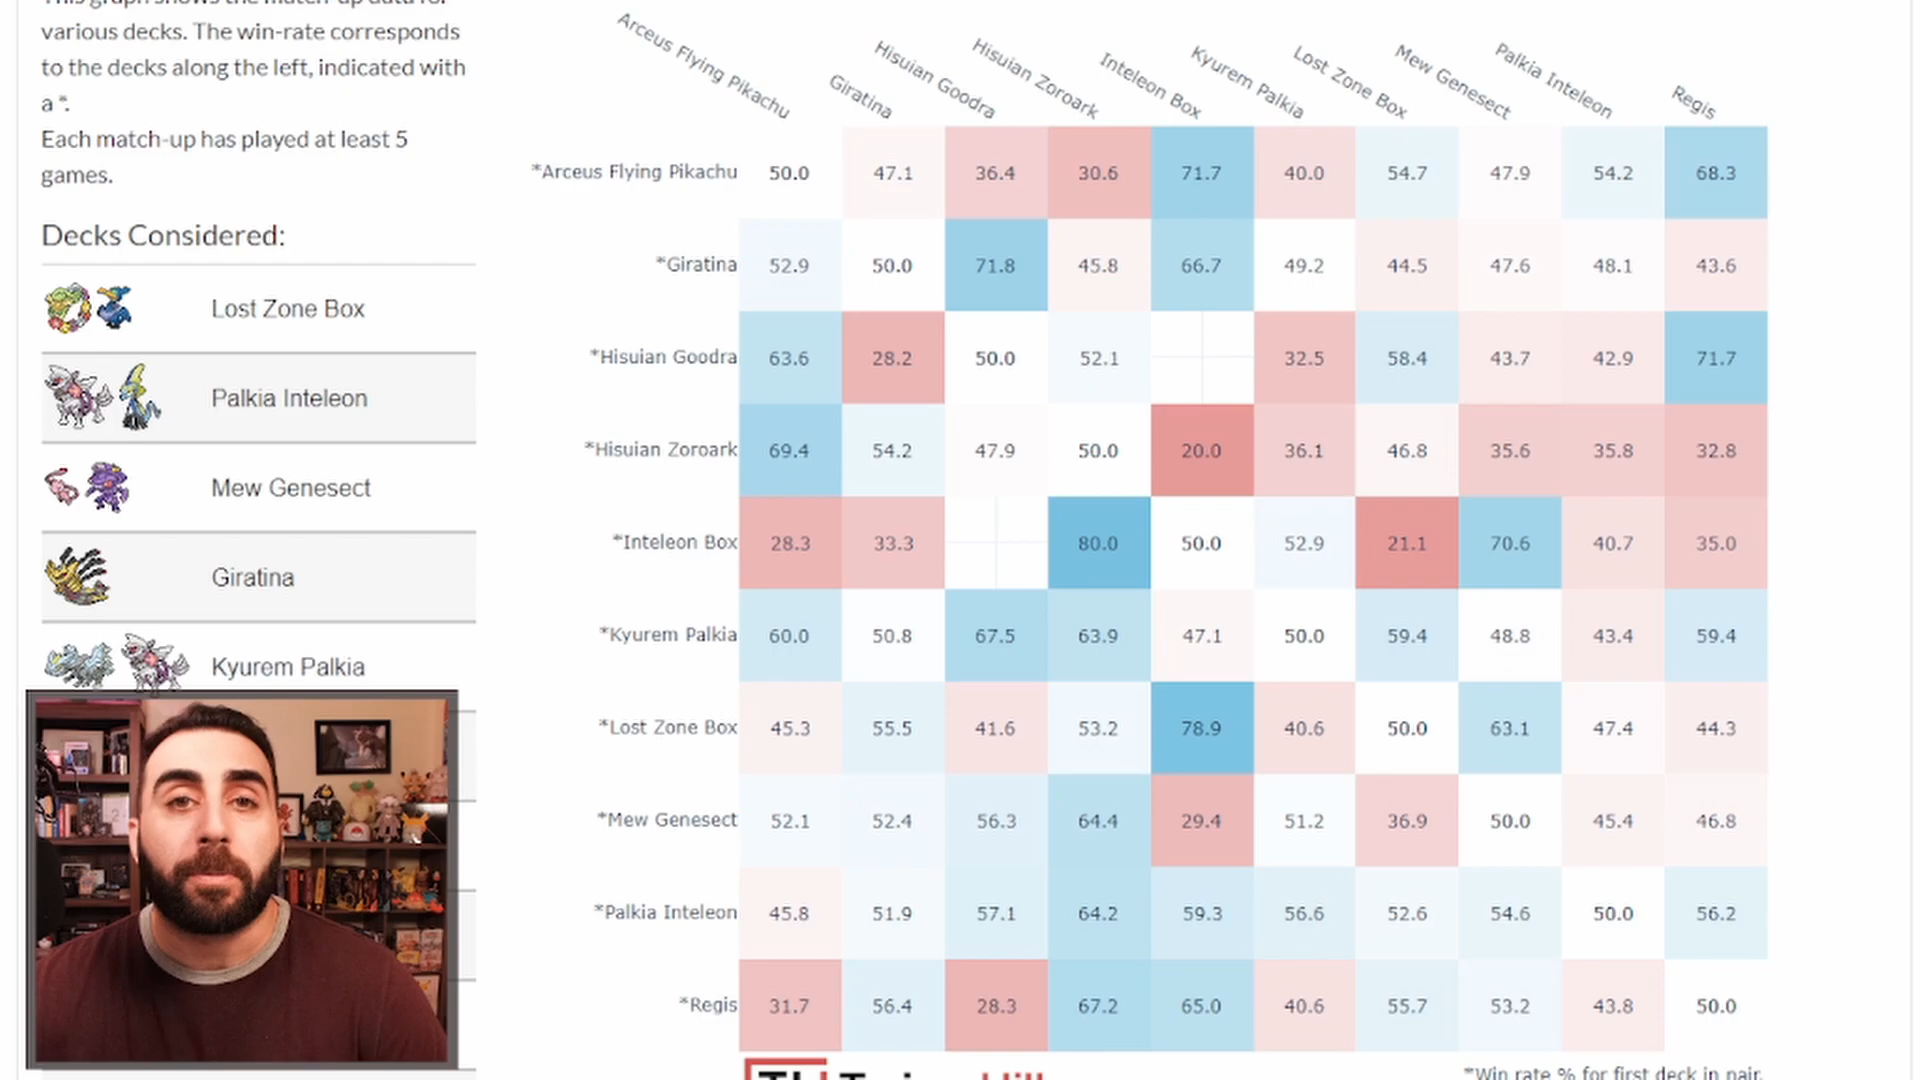 various decks. The win-rate corresponds
to the decks along the left, indicated with
a *.
Each match-up has played at least 5
games.
Decks Considered:
Lost Zone Box
Palkia Inteleon
Mew Genesect
Giratina
Kyurem Palkia
Arceus Flying Pikachu
Giratina
Hisuian Goodra
Hisuian Zoroark
Inteleon Box
Kyurem Palkia
Lost Zone Box
Mew Genesect
Palkia Inteleon
Regis
*Arceus Flying Pikachu 50.0 47.1 36.4 30.6 71.7 40.0 54.7 47.9 54.2 68.3
*Giratina 52.9 50.0 71.8 45.8 66.7 49.2 44.5 47.6 48.1 43.6
*Hisuian Goodra 63.6 28.2 50.0 52.1 32.5 58.4 43.7 42.9 71.7
*Hisuian Zoroark 69.4 54.2 47.9 50.0 20.0 36.1 46.8 35.6 35.8 32.8
*Inteleon Box 28.3 33.3 80.0 50.0 52.9 21.1 70.6 40.7 35.0
*Kyurem Palkia 60.0 50.8 67.5 63.9 47.1 50.0 59.4 48.8 43.4 59.4
*Lost Zone Box 45.3 55.5 41.6 53.2 78.9 40.6 50.0 63.1 47.4 44.3
*Mew Genesect 52.1 52.4 56.3 64.4 29.4 51.2 36.9 50.0 45.4 46.8
*Palkia Inteleon 45.8 51.9 57.1 64.2 59.3 56.6 52.6 54.6 50.0 56.2
*Regis 31.7 56.4 28.3 67.2 65.0 40.6 55.7 53.2 43.8 50.0
*Win rate % for first deck in pair.